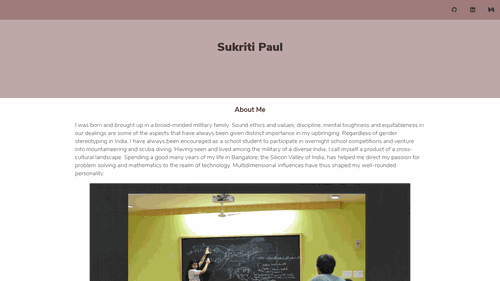 Sukriti Paul
About Me
I was born and brought up in a broad-minded military family. Sound ethics and values, discipline, mental toughness and equitableness in
our dealings are some of the aspects that have always been given distinct importance in my upbringing. Regardless of gender
stereotyping in India, I have always been encouraged as a school student to participate in overnight school competitions and venture
into mountaineering and scuba diving. Having seen and lived among the military of a diverse India, I call myself a product of a cross-
cultural landscape. Spending a good many years of my life in Bangalore, the Silicon Valley of India, has helped me direct my passion for
problem solving and mathematics to the realm of technology. Multidimensional influences have thus shaped my well-rounded
personality.